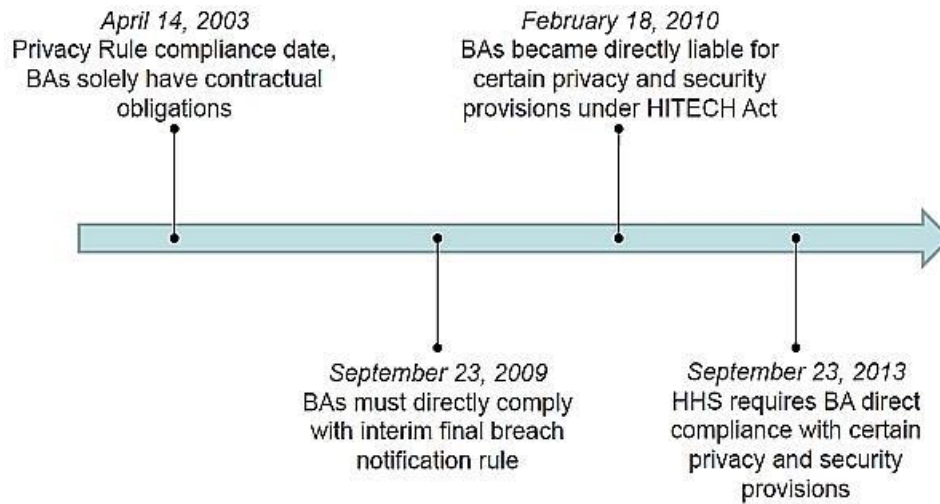 April 14, 2003
Privacy Rule compliance date,
BAs solely have contractual
obligations
February 18, 2010
BAs became directly liable for
certain privacy and security
provisions under HITECH Act
September 23, 2009
BAs must directly comply
with interim final breach
notification rule
September 23, 2013
HHS requires BA direct
compliance with certain
privacy and security
provisions